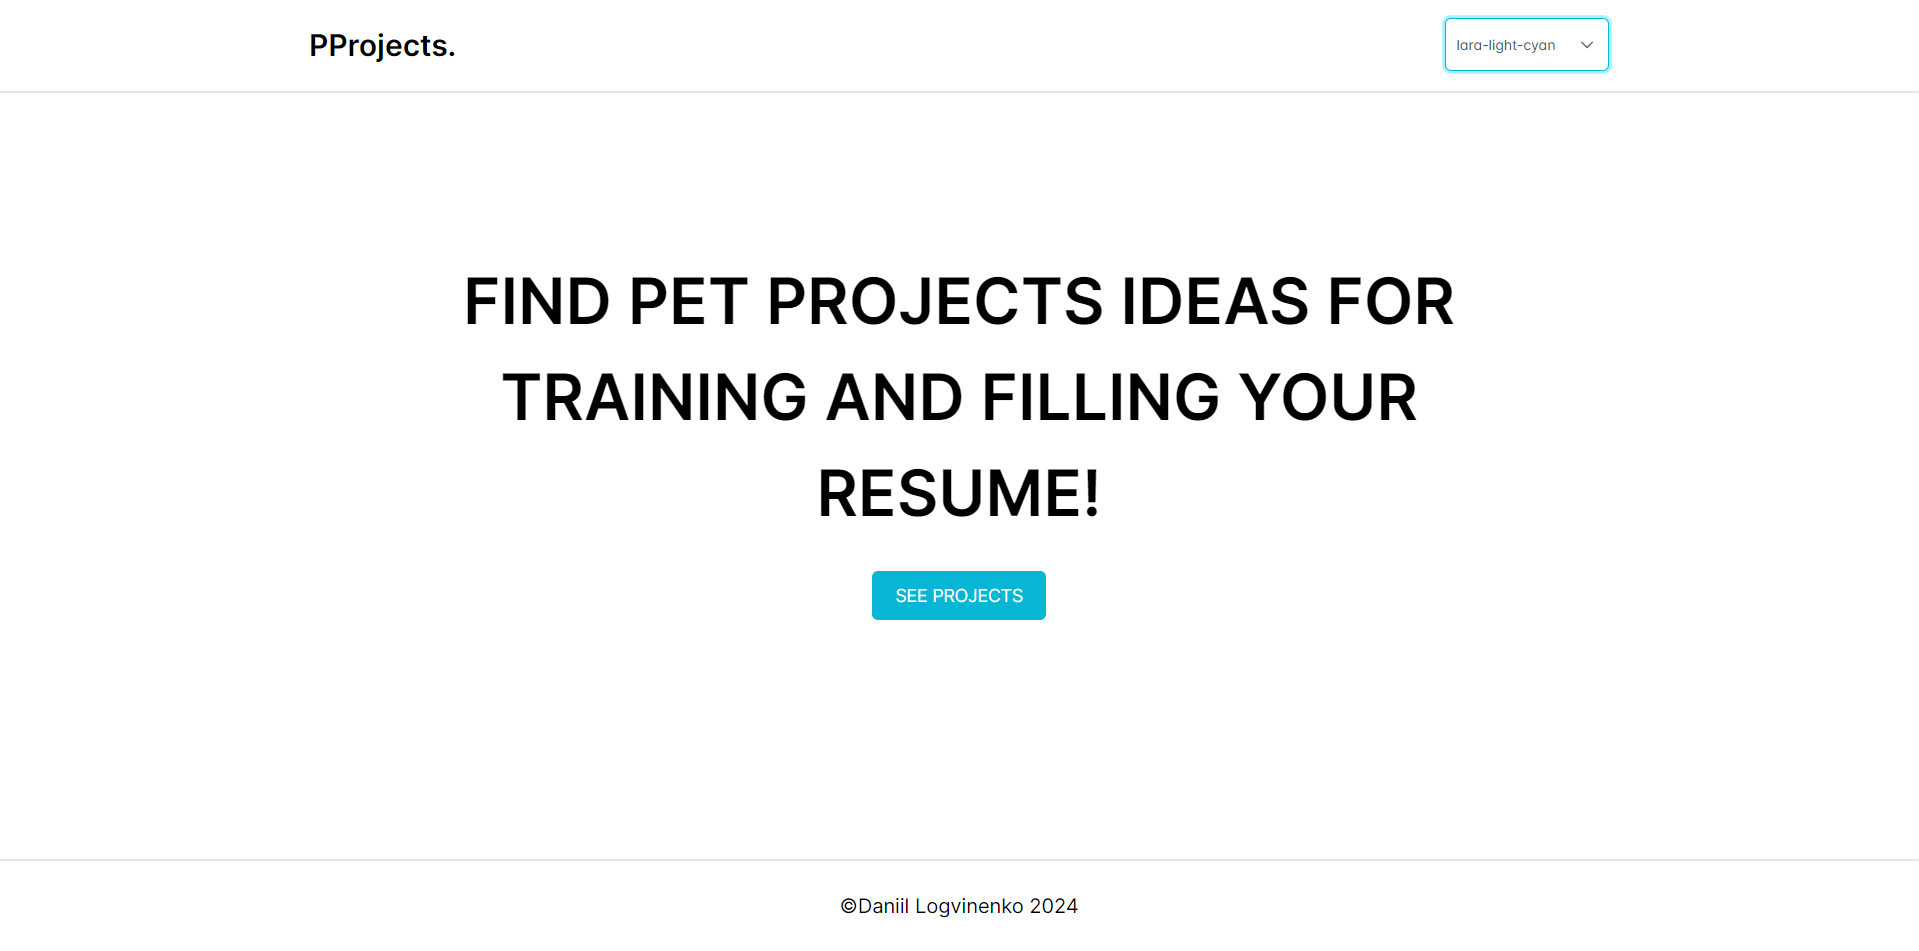 PProjects.
lara-light-cyan
FIND PET PROJECTS IDEAS FOR
TRAINING AND FILLING YOUR
RESUME!
SEE PROJECTS
©Daniil Logvinenko 2024